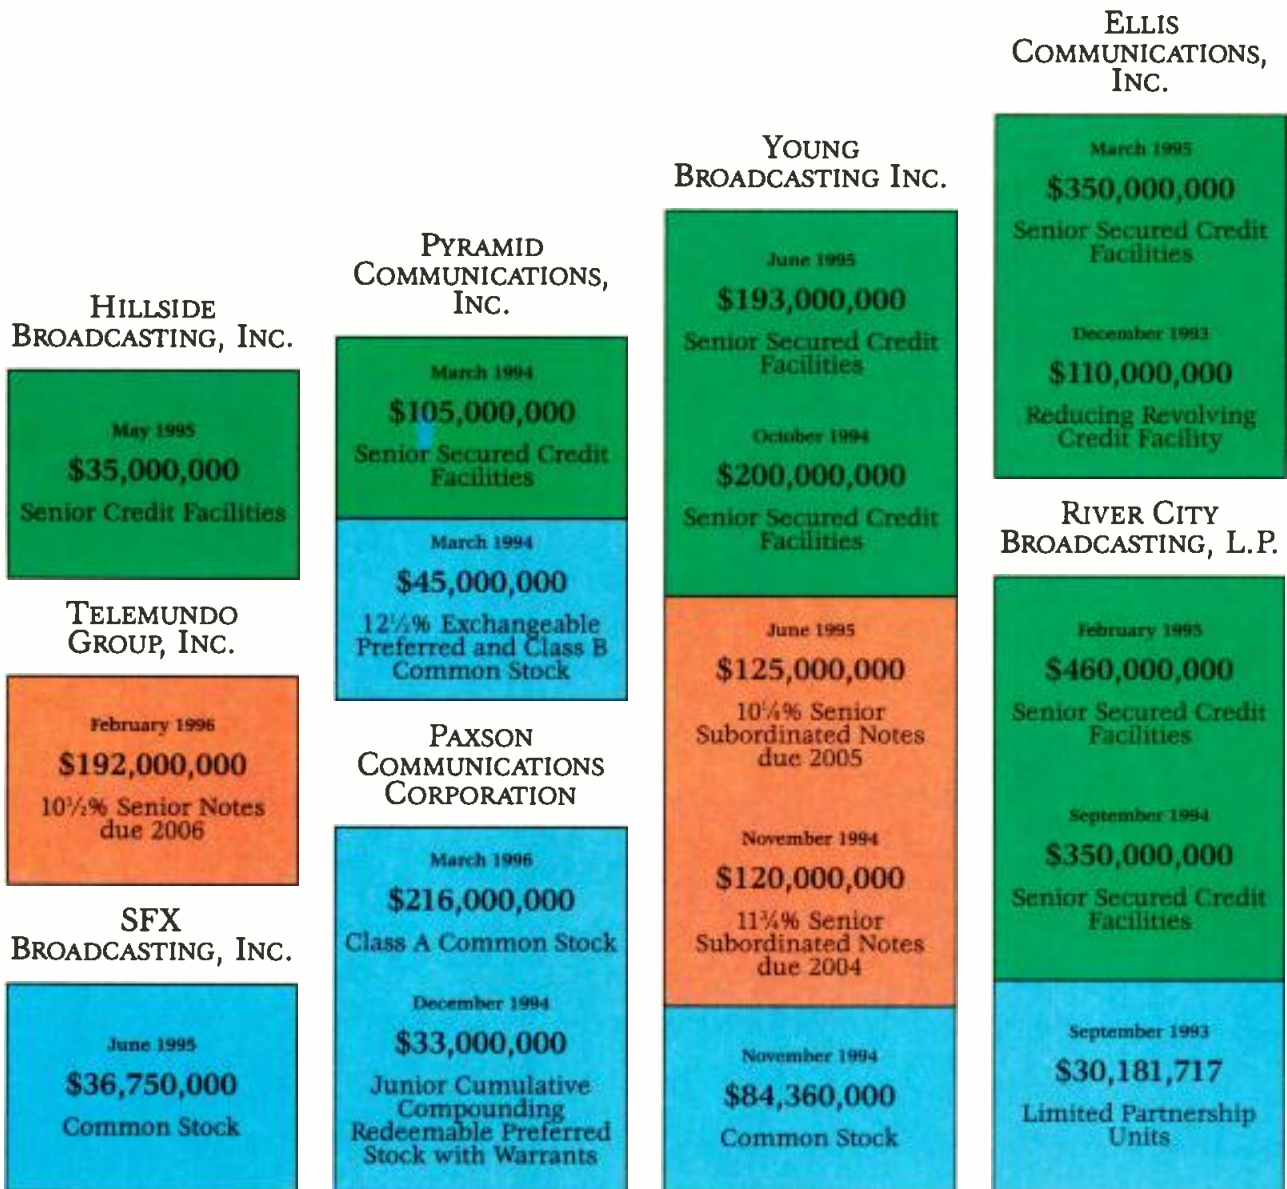 HILLSIDE
BROADCASTING, INC.
May 1995
$35,000,000
Senior Credit Facilities
TELEMUNDO
GROUP, INC.
February 1996
$192,000,000
10½% Senior Notes
due 2006
SFX
BROADCASTING, INC.
June 1995
$36,750,000
Common Stock
PYRAMID
COMMUNICATIONS,
INC.
March 1994
$105,000,000
Senior Secured Credit
Facilities
March 1994
$45,000,000
12½% Exchangeable
Preferred and Class B
Common Stock
PAXSON
COMMUNICATIONS
CORPORATION
March 1996
$216,000,000
Class A Common Stock
December 1994
$33,000,000
Junior Cumulative
Compounding
Redeemable Preferred
Stock with Warrants
YOUNG
BROADCASTING INC.
June 1995
$193,000,000
Senior Secured Credit
Facilities
October 1994
$200,000,000
Senior Secured Credit
Facilities
June 1995
$125,000,000
10¼% Senior
Subordinated Notes
due 2005
November 1994
$120,000,000
11¾% Senior
Subordinated Notes
due 2004
November 1994
$84,360,000
Common Stock
ELLIS
COMMUNICATIONS,
INC.
March 1995
$350,000,000
Senior Secured Credit
Facilities
December 1993
$110,000,000
Reducing Revolving
Credit Facility
RIVER CITY
BROADCASTING, L.P.
February 1995
$460,000,000
Senior Secured Credit
Facilities
September 1994
$350,000,000
Senior Secured Credit
Facilities
September 1993
$30,181,717
Limited Partnership
Units